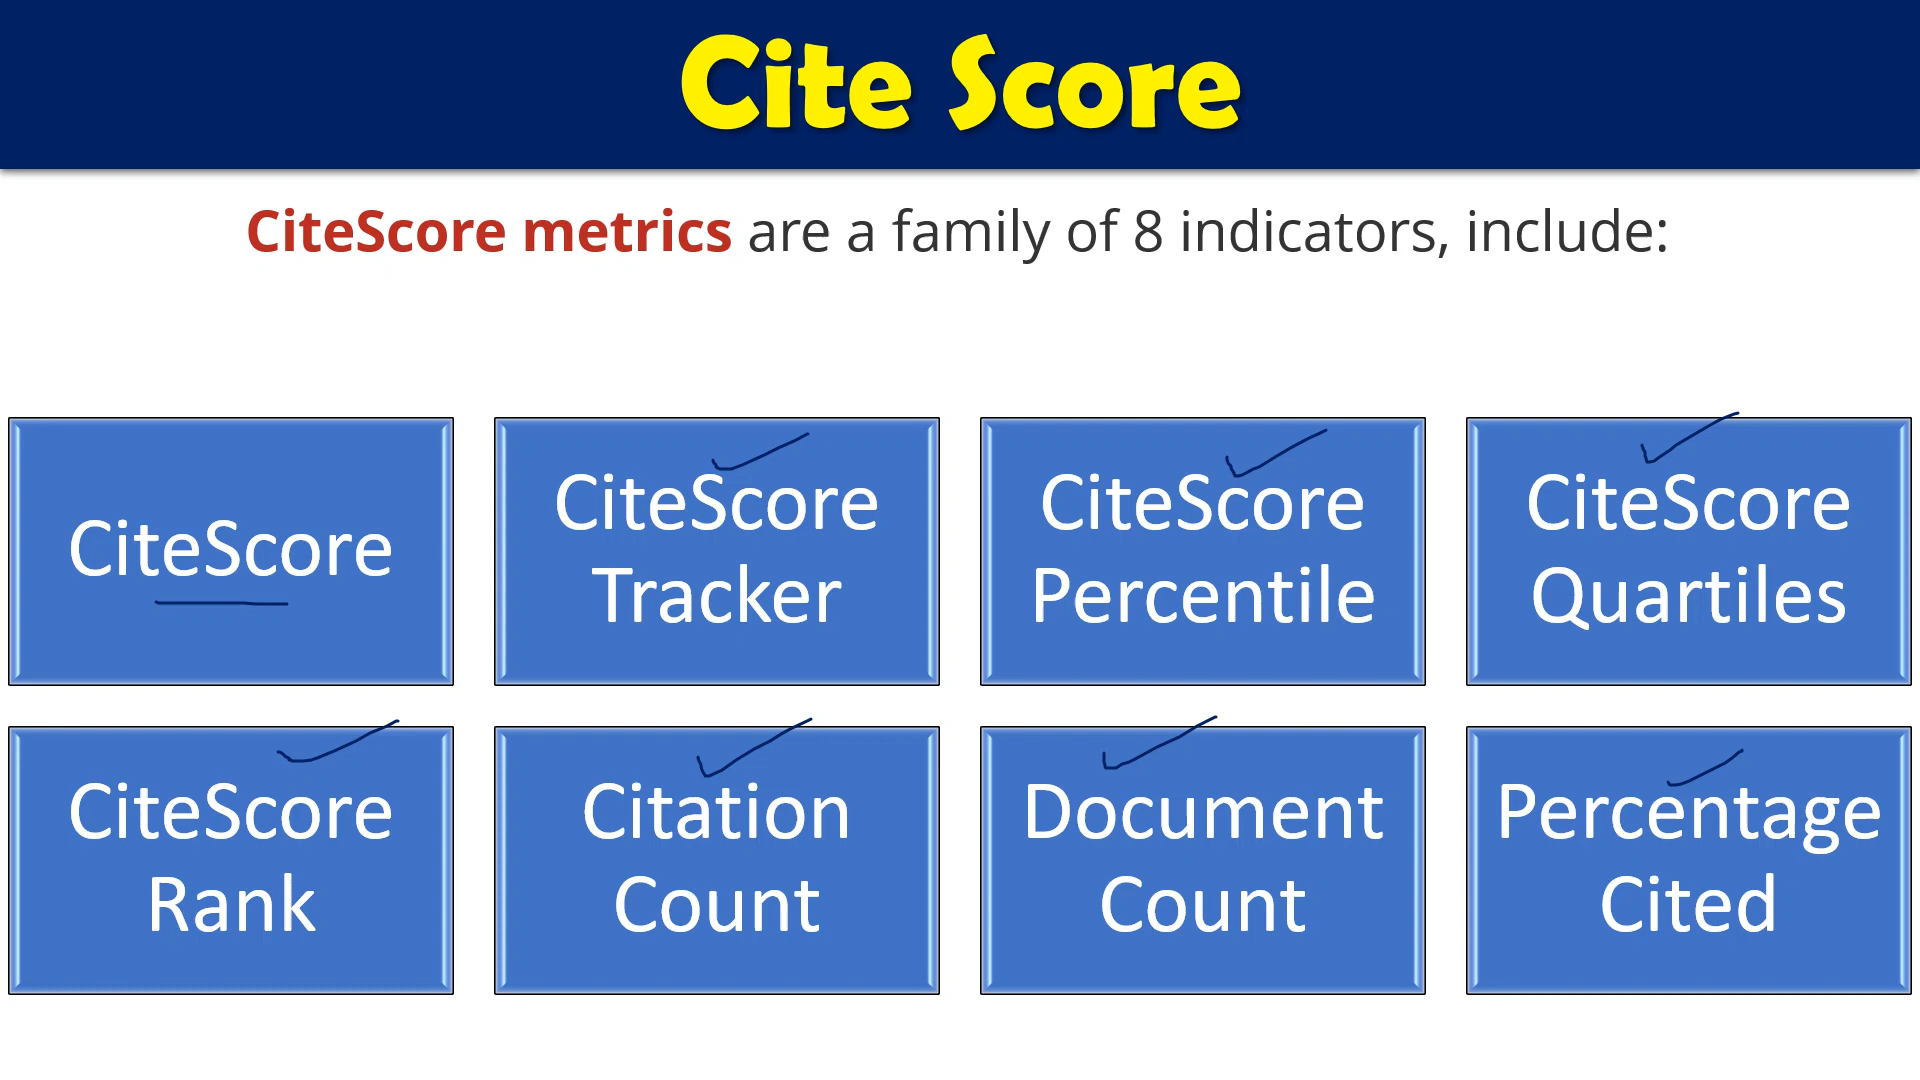 Cite Score
CiteScore metrics are a family of 8 indicators, include:
CiteScore
CiteScore
Tracker
CiteScore
Percentile
CiteScore
Quartiles
CiteScore
Rank
Citation
Count
Document
Count
Percentage
Cited